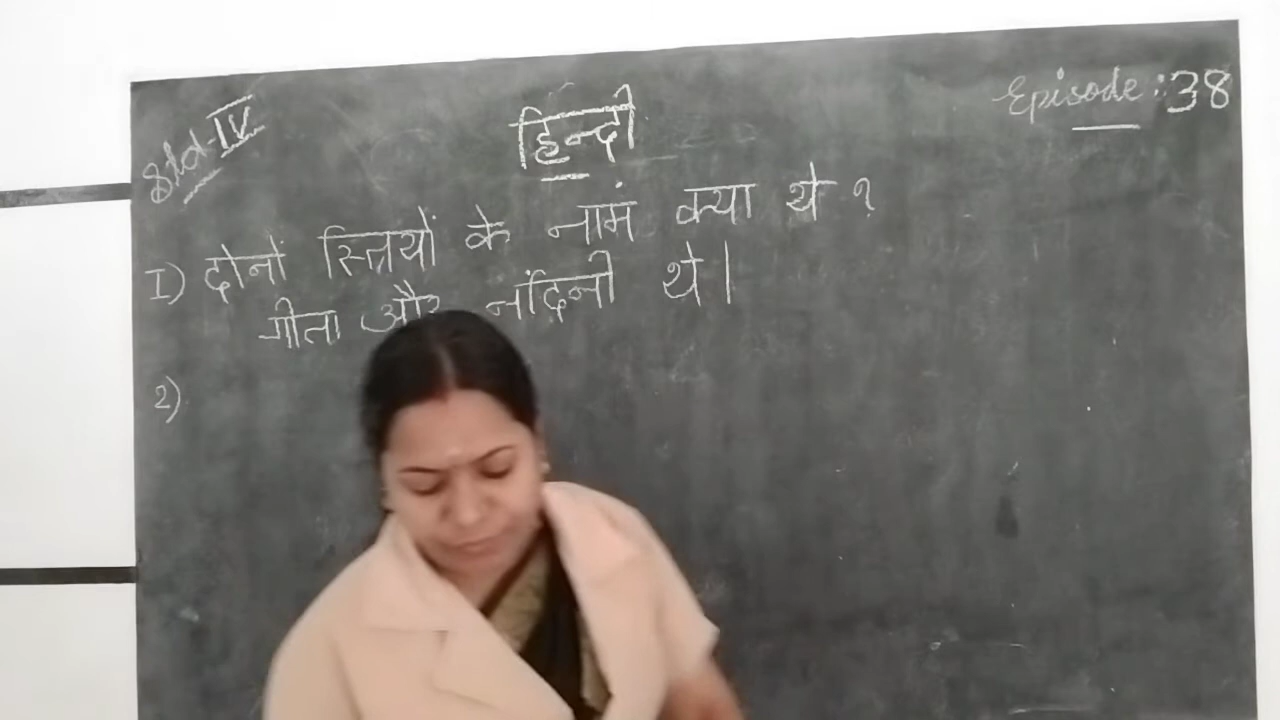 Std-IV
हिन्दी
Episode : 38
1) दोनों स्त्रियों के नामं क्या थे ?
गीता और नंदिनी थे।
2)